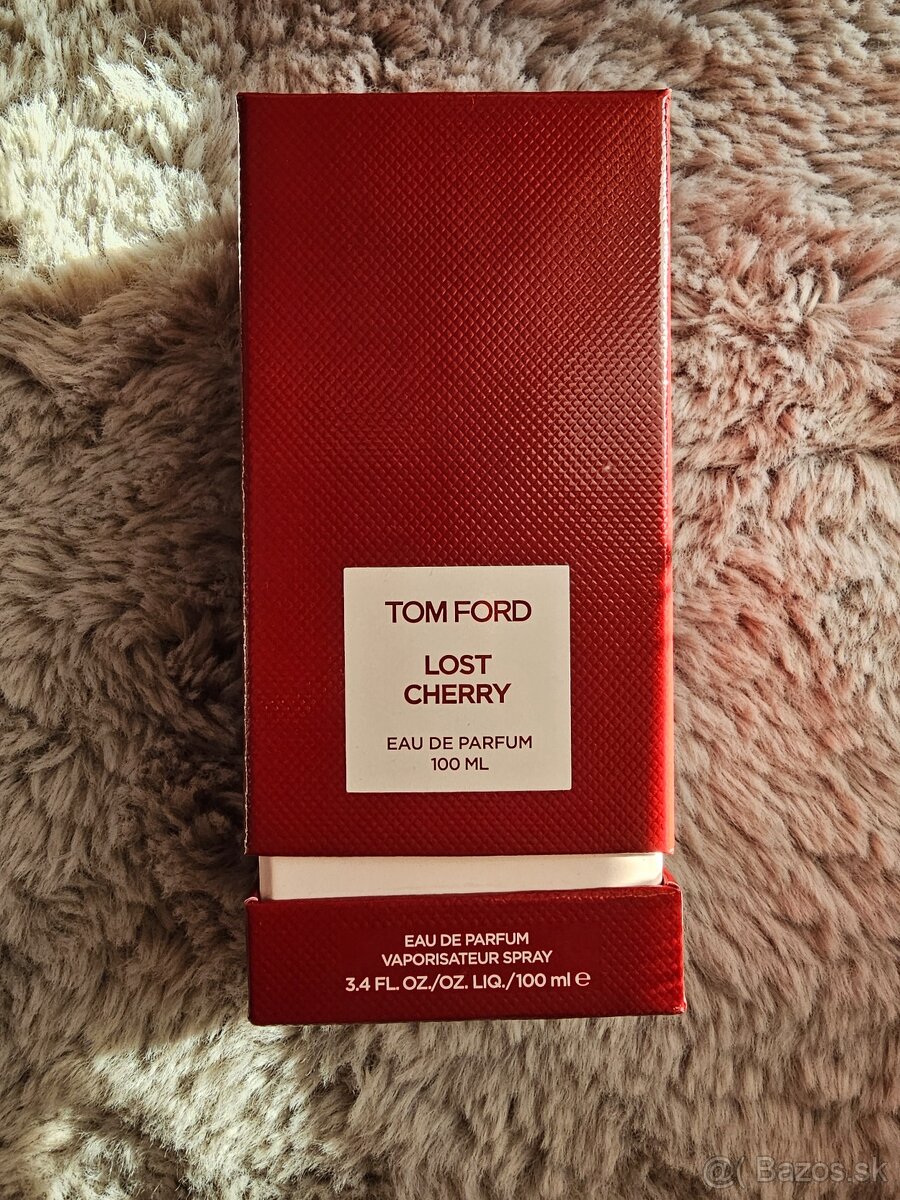 TOM FORD
LOST
CHERRY
EAU DE PARFUM
100 ML
EAU DE PARFUM
VAPORISATEUR SPRAY
3.4 FL. OZ./OZ. LIQ./100 ml ℮
@( Bazos.sk